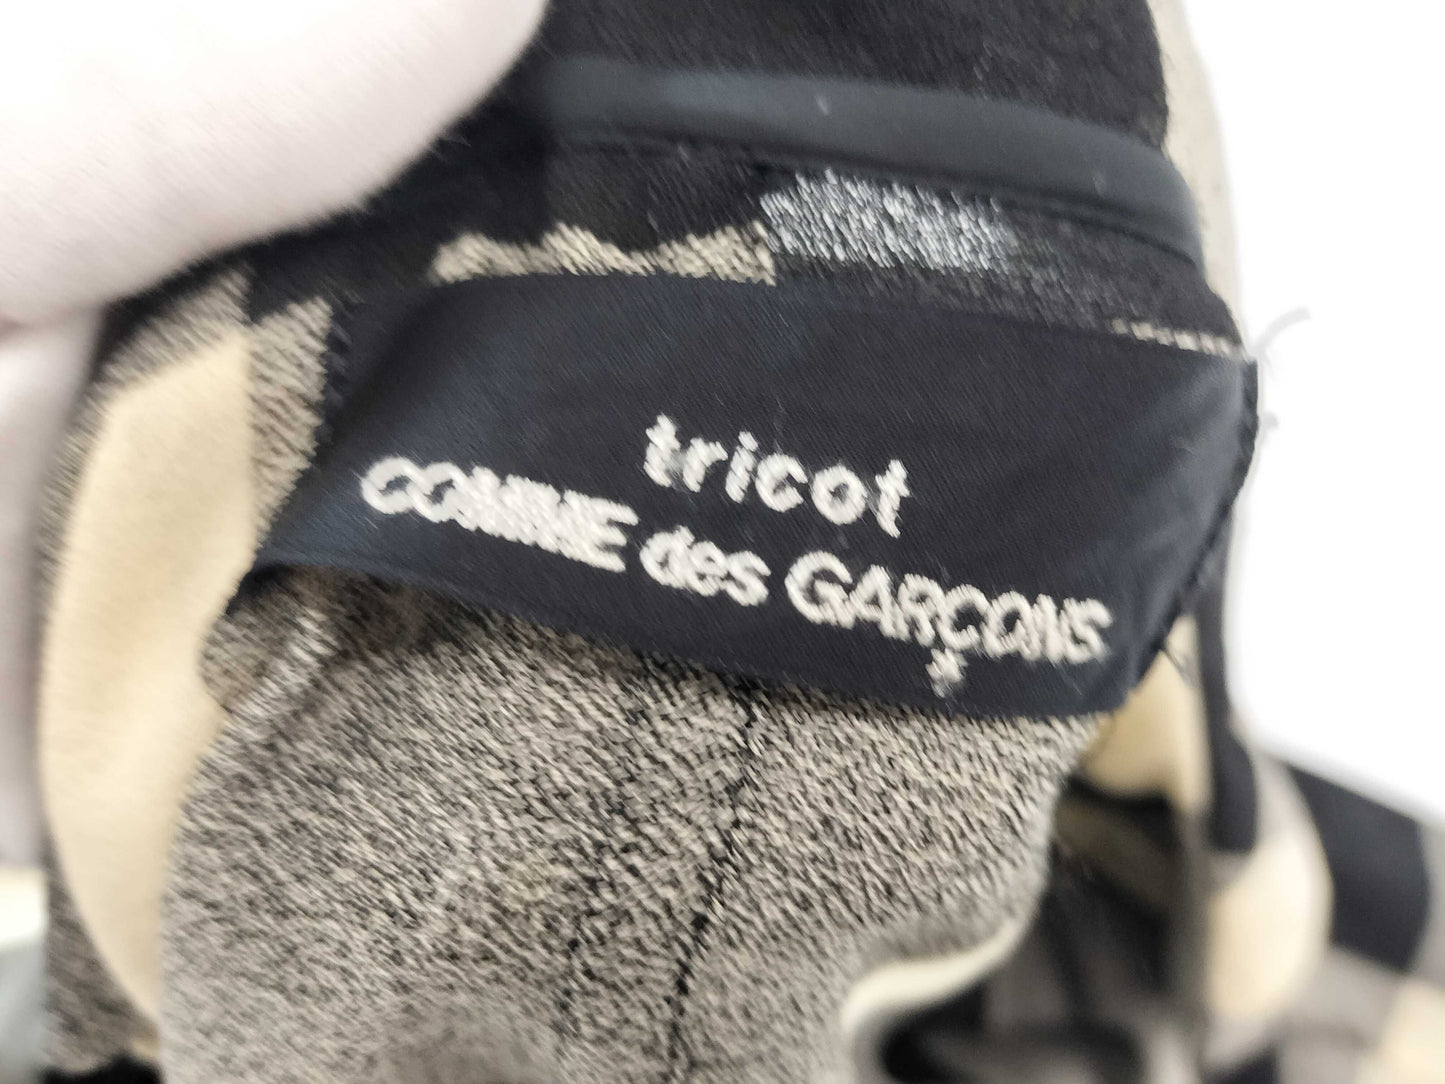 tricot
COMME des GARÇONS
*